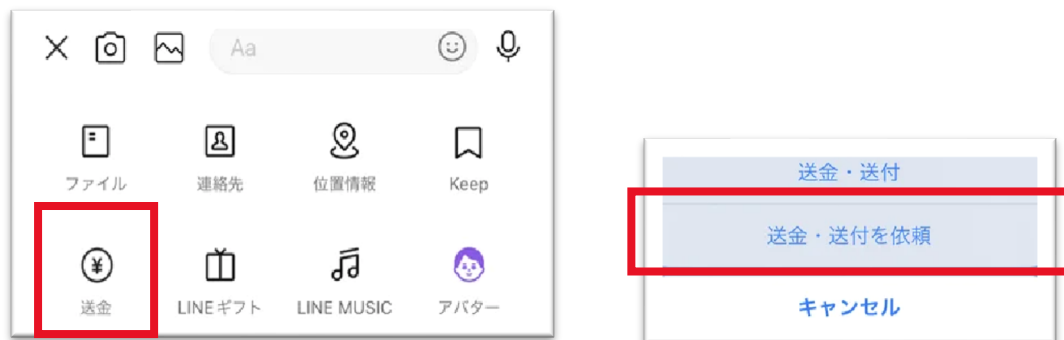 Aa
ファイル 連絡先 位置情報 Keep
¥
送金 LINEギフト LINE MUSIC アバター
送金・送付
送金・送付を依頼
キャンセル